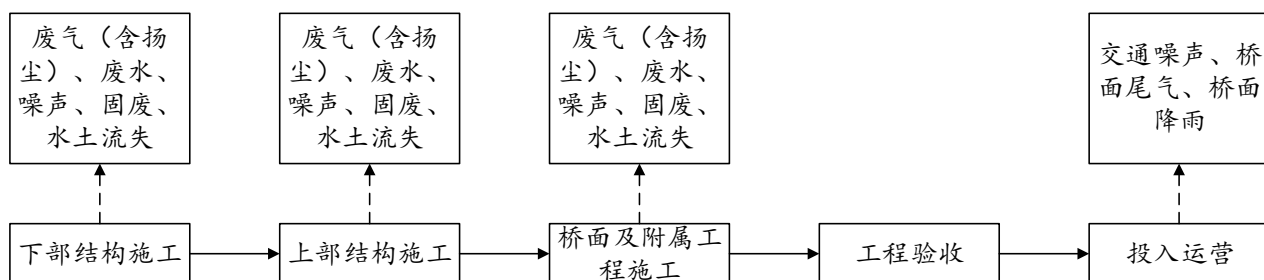 废气（含扬
尘）、废水、
噪声、固废、
水土流失
废气（含扬
尘）、废水、
噪声、固废、
水土流失
废气（含扬
尘）、废水、
噪声、固废、
水土流失
交通噪声、桥
面尾气、桥面
降雨
下部结构施工
上部结构施工
桥面及附属工
程施工
工程验收
投入运营